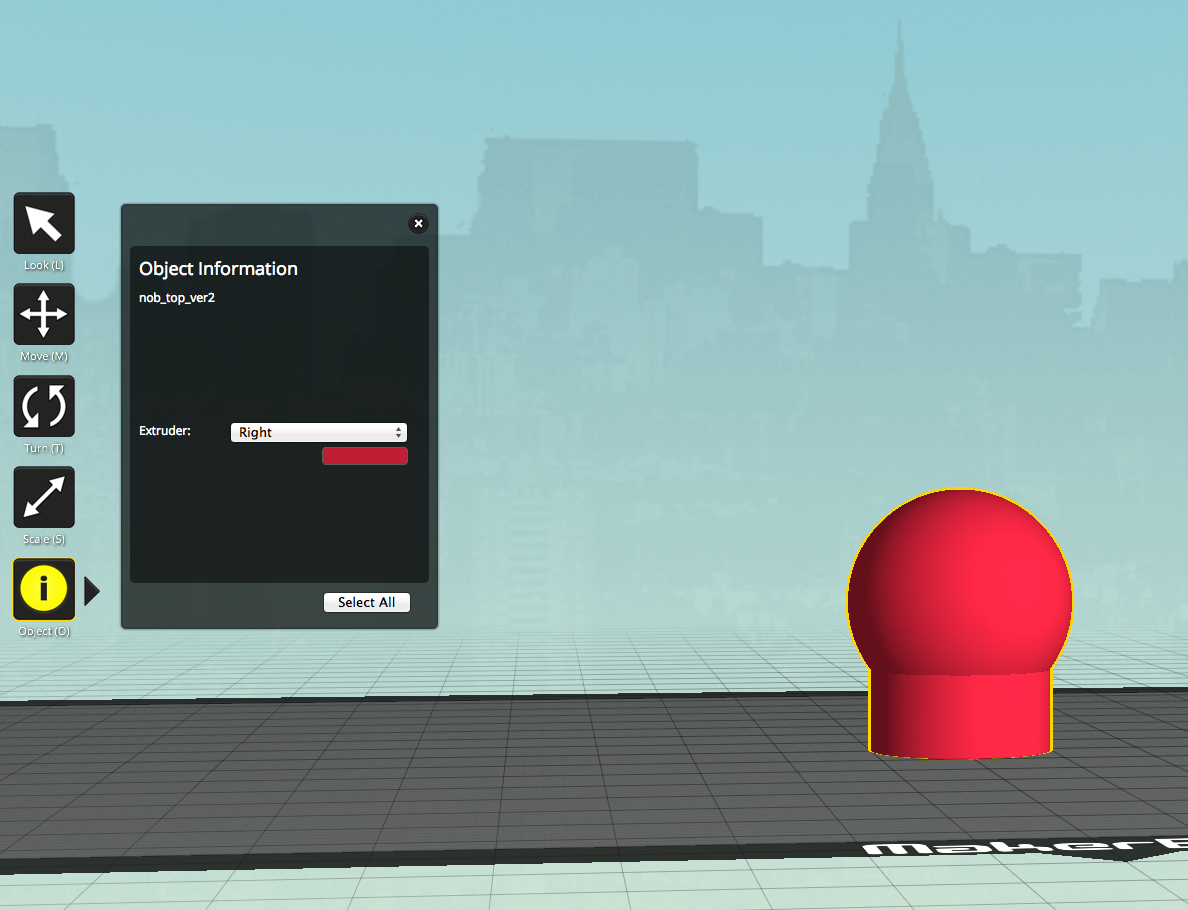 Look (L)
Move (M)
Turn (T)
Scale (S)
i
Object (O)
Object Information
nob_top_ver2
Extruder:
Right
Select All